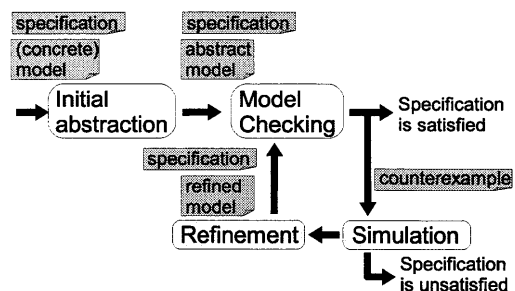 specification
(concrete)
model
specification
abstract
model
Initial
abstraction
Model
Checking
Specification
is satisfied
specification
refined
model
counterexample
Refinement
Simulation
Specification
is unsatisfied